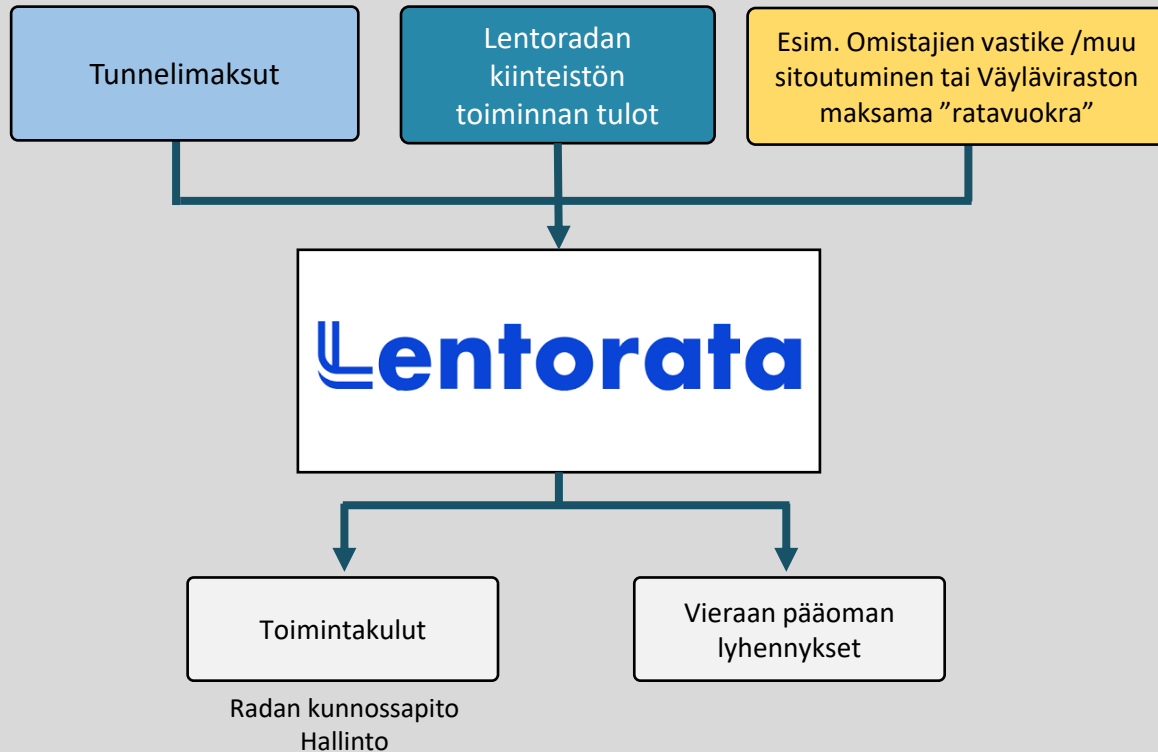 Tunnelimaksut
Lentoradan
kiinteistön
toiminnan tulot
Esim. Omistajien vastike /muu
sitoutuminen tai Väyläviraston
maksama ”ratavuokra”
Lentorata
Toimintakulut
Vieraan pääoman
lyhennykset
Radan kunnossapito
Hallinto